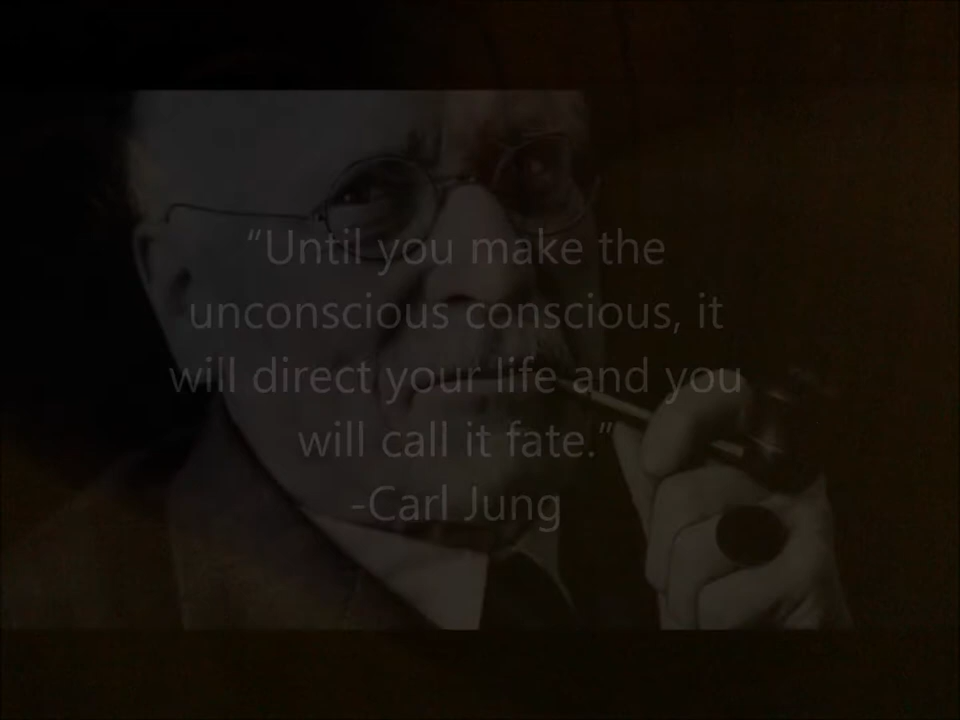 “Until you make the
unconscious conscious, it
will direct your life and you
will call it fate.”
-Carl Jung